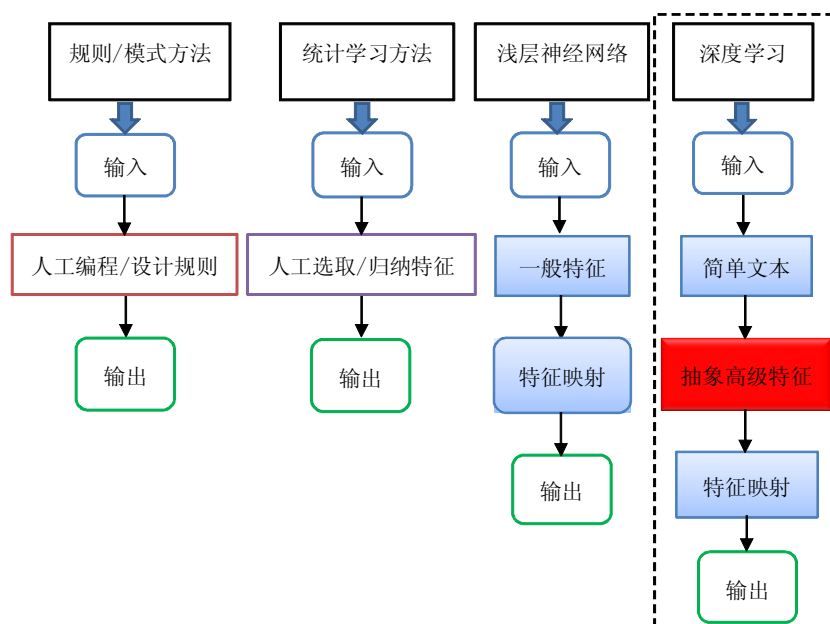 规则/模式方法
输入
人工编程/设计规则
输出
统计学习方法
输入
人工选取/归纳特征
输出
浅层神经网络
输入
一般特征
特征映射
输出
深度学习
输入
简单文本
抽象高级特征
特征映射
输出